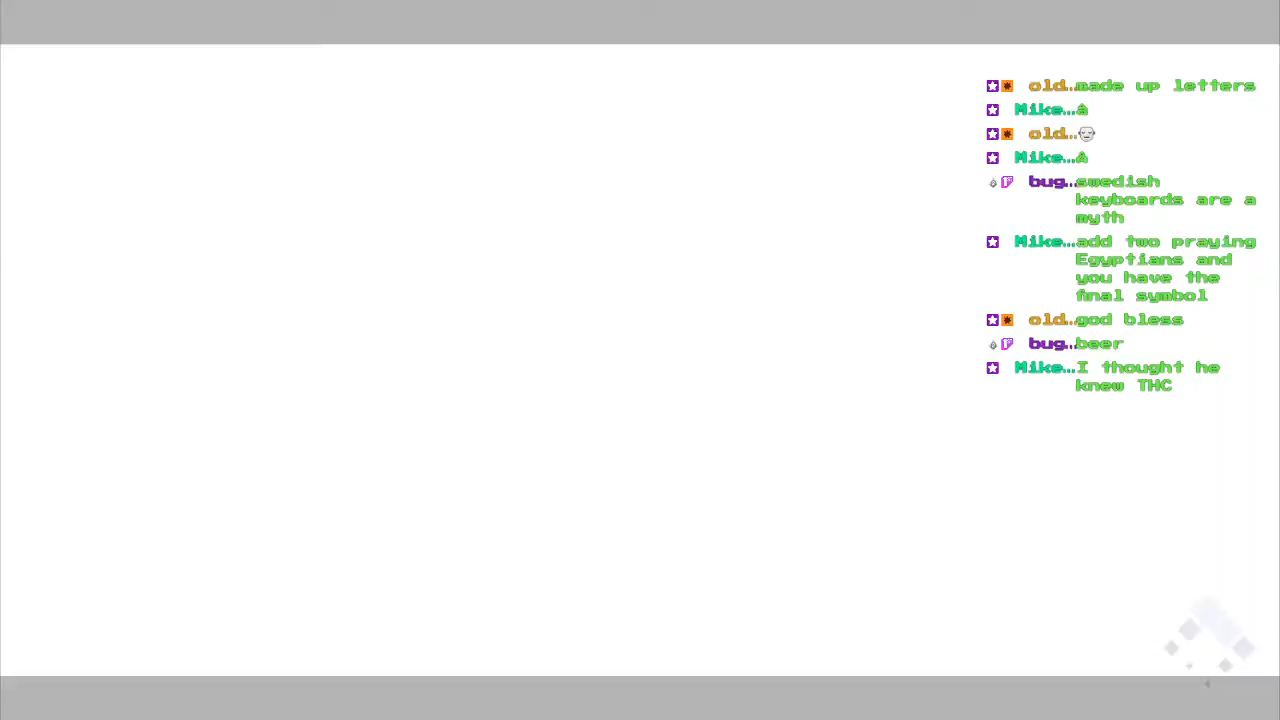 old...made up letters
Mike...å
old...
Mike...Å
bug...swedish
keyboards are a
myth
Mike...add two praying
Egyptians and
you have the
final symbol
old...god bless
bug...beer
Mike...I thought he
knew THC